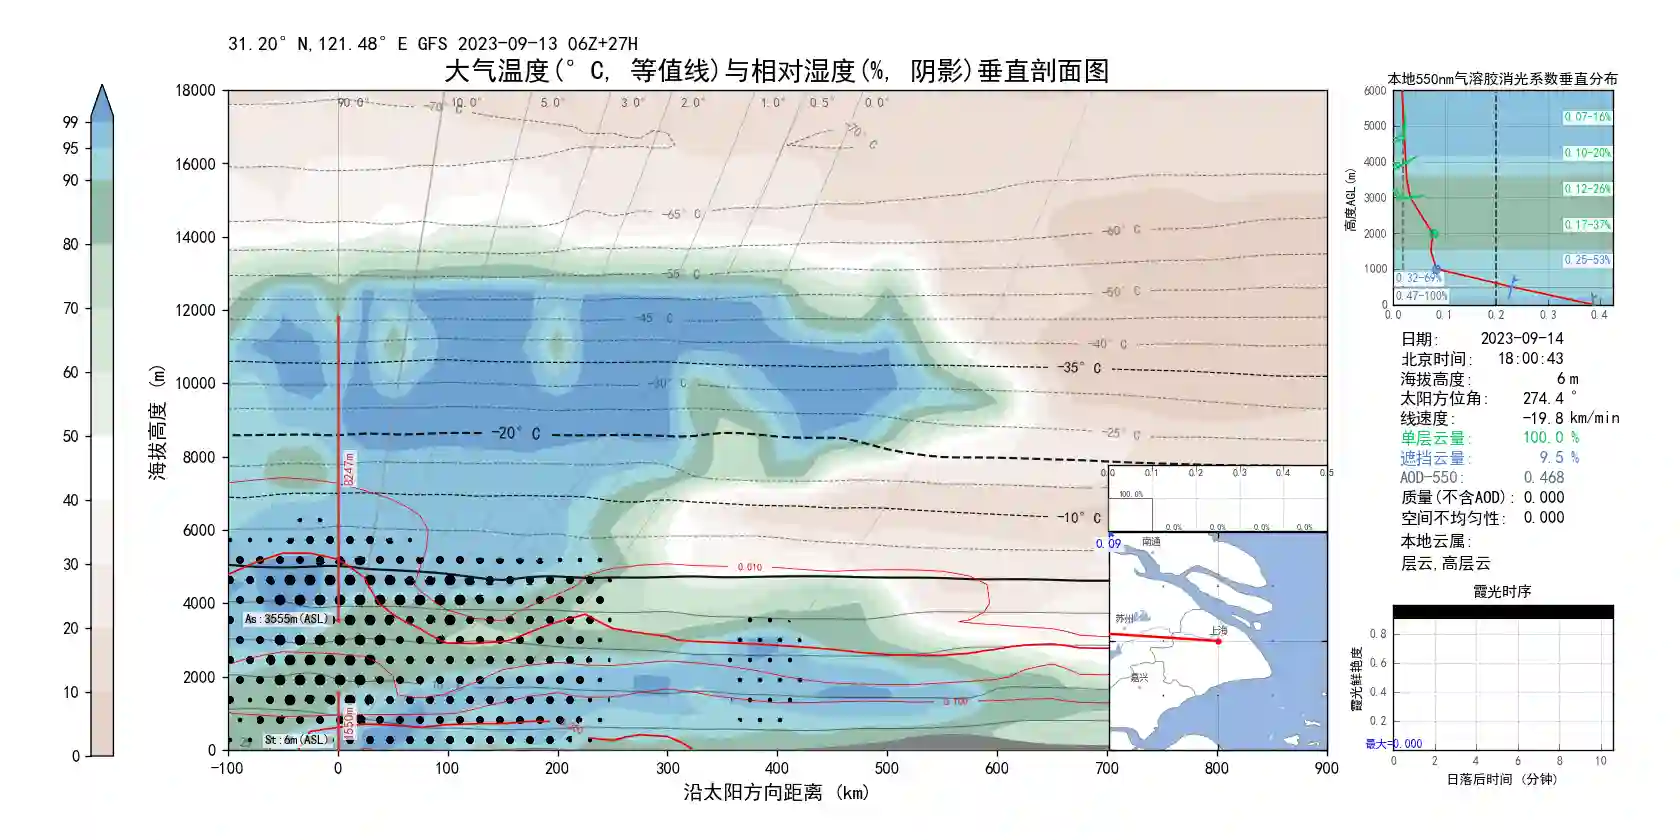 31.20° N,121.48° E GFS 2023-09-13 06Z+27H
大气温度(° C, 等值线)与相对湿度(%, 阴影)垂直剖面图
99
95
90
80
70
60
50
40
30
20
10
0
海拔高度 (m)
18000
16000
14000
12000
10000
8000
6000
4000
2000
0
90.0° 10.0° 5.0° 3.0° 2.0° 1.0° 0.5° 0.0°
-70° C
-70° C
-65° C
-60° C
-55° C
-50° C
-45° C
-40° C
-35° C
-30° C
-25° C
-20° C
-10° C
8247m
0.010
As:3555m(ASL)
0.100
1550m
St:6m(ASL)
-100 0 100 200 300 400 500 600 700 800 900
沿太阳方向距离 (km)
0.0 0.1 0.2 0.3 0.4 0.5
100.0%
0.0% 0.0% 0.0% 0.0%
0.09
南通
苏州
上海
嘉兴
本地550nm气溶胶消光系数垂直分布
高度AGL(m)
6000
5000
4000
3000
2000
1000
0
0.07-16%
0.10-20%
0.12-26%
0.17-37%
0.25-53%
0.32-69%
0.47-100%
0.0 0.1 0.2 0.3 0.4
日期: 2023-09-14
北京时间: 18:00:43
海拔高度: 6 m
太阳方位角: 274.4 °
线速度: -19.8 km/min
单层云量: 100.0 %
遮挡云量: 9.5 %
AOD-550: 0.468
质量(不含AOD): 0.000
空间不均匀性: 0.000
本地云属:
层云,高层云
霞光时序
霞光鲜艳度
0.8
0.6
0.4
0.2
最大=0.000
0 2 4 6 8 10
日落后时间 (分钟)